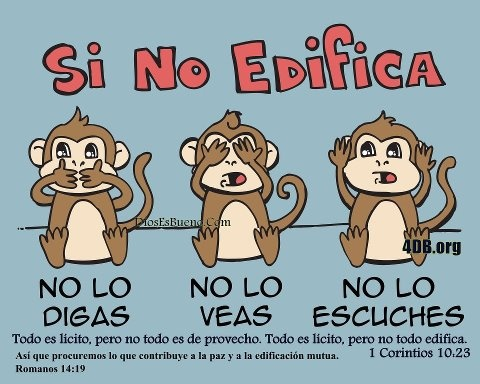 Si No Edifica
DiosEsBueno.Com
4DB.org
NO LO NO LO NO LO
DIGAS VEAS ESCUCHES
Todo es licito, pero no todo es de provecho. Todo es licito, pero no todo edifica.
1 Corintios 10:23
Así que procuremos lo que contribuye a la paz y a la edificación mutua.
Romanos 14:19